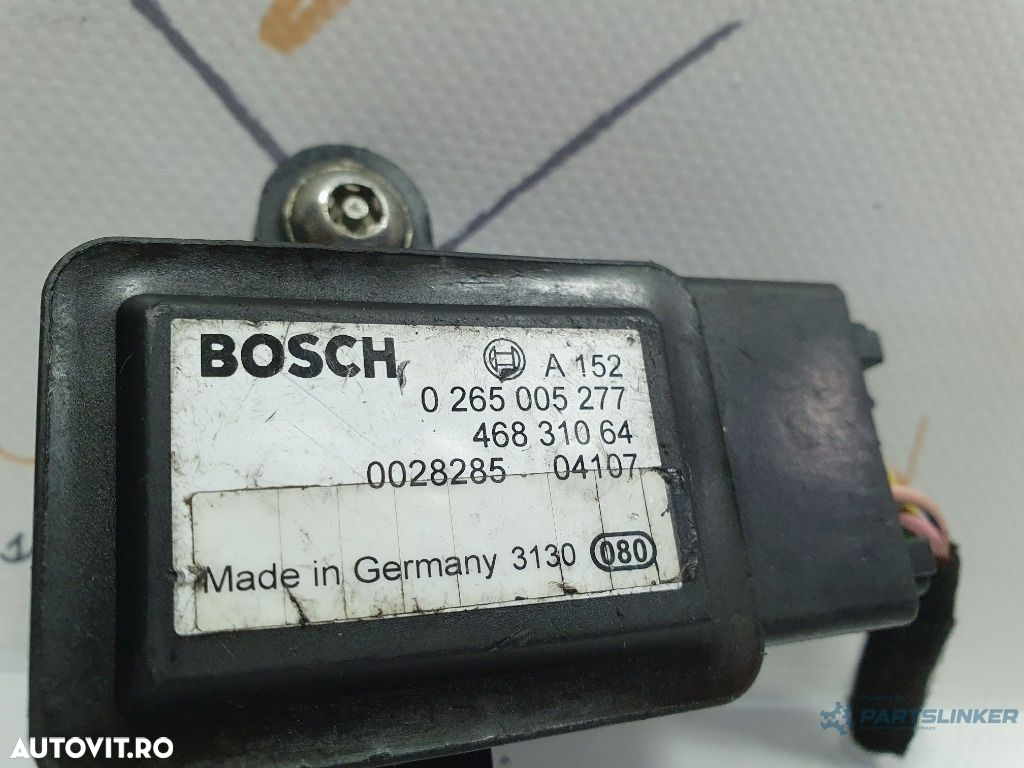 BOSCH A 152
0 265 005 277
468 310 64
0028285 04107
Made in Germany 3130 080
PARTSLINKER
AUTOVIT.RO